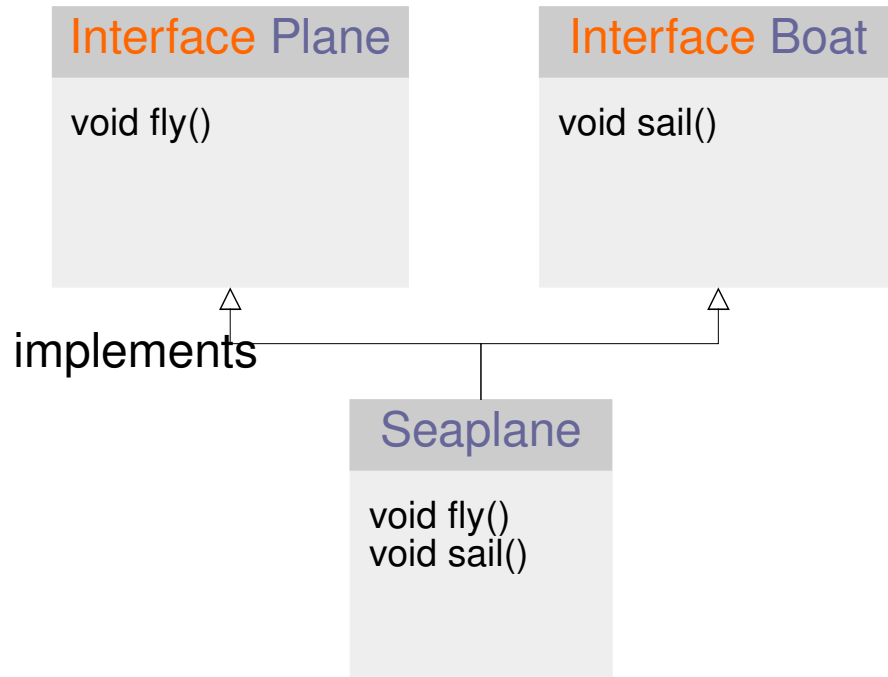 Interface Plane
void fly()
Interface Boat
void sail()
implements
Seaplane
void fly()
void sail()